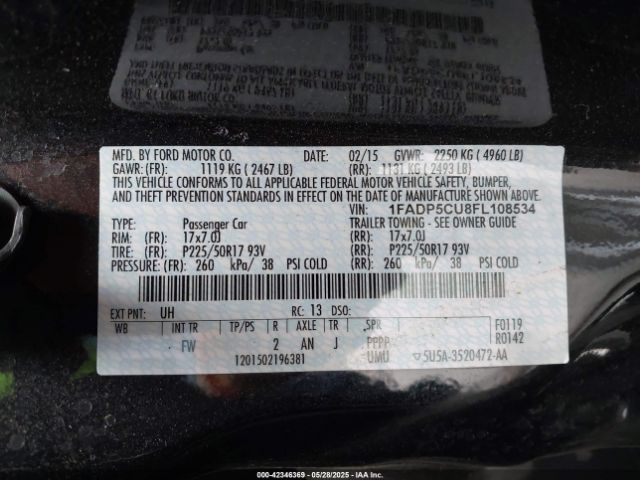 MFD. BY FORD MOTOR CO. DATE: 02/15 GVWR: 2250 KG ( 4960 LB)
GAWR: (FR): 1119 KG ( 2467 LB) (RR): 1131 KG ( 2493 LB)
THIS VEHICLE CONFORMS TO ALL APPLICABLE FEDERAL MOTOR VEHICLE SAFETY, BUMPER,
AND THEFT PREVENTION STANDARDS IN EFFECT ON THE DATE OF MANUFACTURE SHOWN ABOVE.
VIN: 1FADP5CU8FL108534
TYPE: Passenger Car TRAILER TOWING - SEE OWNER GUIDE
RIM: (FR): 17x7.0J (RR): 17x7.0J
TIRE: (FR): P225/50R17 93V (RR): P225/50R17 93V
PRESSURE: (FR): 260 kPa/ 38 PSI COLD (RR): 260 kPa/ 38 PSI COLD
EXT PNT: UH RC: 13 DSO: F0119
WB INT TR TP/PS R AXLE TR SPR R0142
FW 2 AN J PPPP
1201502196381 UMU 5U5A-3520472-AA
© 42346369 - 05/28/2025 - IAA